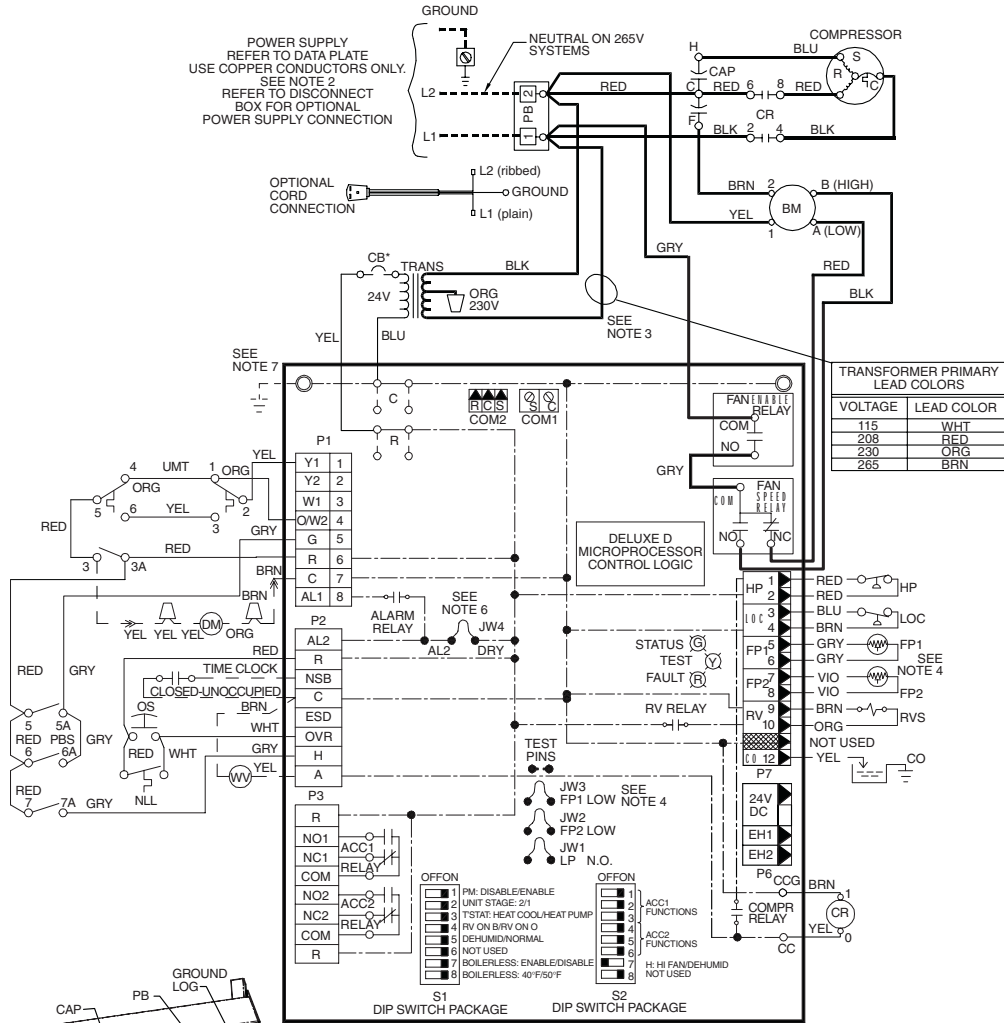 GROUND
POWER SUPPLY
REFER TO DATA PLATE
USE COPPER CONDUCTORS ONLY.
SEE NOTE 2
REFER TO DISCONNECT
BOX FOR OPTIONAL
POWER SUPPLY CONNECTION
NEUTRAL ON 265V
SYSTEMS
L2
L1
PB
2
1
RED
H
CAP
C
F
BLU
COMPRESSOR
S
R
C
RED 6 8 RED
CR
BLK 2 4 BLK
OPTIONAL
CORD
CONNECTION
L2 (ribbed)
GROUND
L1 (plain)
BRN 2
YEL
1
BM
B (HIGH)
A (LOW)
GRY
RED
BLK
CB*
TRANS
24V
BLK
ORG
230V
SEE
NOTE 3
YEL
BLU
TRANSFORMER PRIMARY
LEAD COLORS
VOLTAGE LEAD COLOR
115 WHT
208 RED
230 ORG
265 BRN
SEE
NOTE 7
C
R
RCS
COM2
S C
COM1
FAN ENABLE
RELAY
COM
NO
GRY
FAN
SPEED
RELAY
COM
NO
NC
DELUXE D
MICROPROCESSOR
CONTROL LOGIC
P1
Y1 1
Y2 2
W1 3
O/W2 4
G 5
R 6
C 7
AL1 8
YEL
4 UMT 1
ORG
ORG
5
6 YEL
3
2
RED
GRY
RED
3 3A
BRN
BRN
YEL YEL YEL DM ORG
ALARM
RELAY
SEE
NOTE 6
JW4
AL2 DRY
P2
AL2
R
NSB
C
ESD
OVR
H
A
RED
TIME CLOCK
CLOSED-UNOCCUPIED
BRN
OS
WHT
GRY
YEL
WV
RED
GRY
5 5A
RED PBS
6 6A
GRY
RED
7 7A GRY
RED WHT
NLL
STATUS G
TEST Y
FAULT R
RV RELAY
HP 1 RED
2 RED
HP
LOC 3 BLU
4 BRN
LOC
FP1 5 GRY
6 GRY
FP1
SEE
NOTE 4
FP2 7 VIO
8 VIO
FP2
RV 9 BRN
10 ORG
RVS
NOT USED
CO 12 YEL
CO
P7
24V
DC
EH1
EH2
P6
TEST
PINS
JW3
FP1 LOW
SEE
NOTE 4
JW2
FP2 LOW
JW1
LP N.O.
P3
R
NO1
NC1
COM
NO2
NC2
COM
R
ACC1
RELAY
ACC2
RELAY
OFFON
1 PM: DISABLE/ENABLE
2 UNIT STAGE: 2/1
3 T'STAT: HEAT COOL/HEAT PUMP
4 RV ON B/RV ON O
5 DEHUMID/NORMAL
6 NOT USED
7 BOILERLESS: ENABLE/DISABLE
8 BOILERLESS: 40°F/50°F
S1
DIP SWITCH PACKAGE
OFFON
1
2
3
ACC1
FUNCTIONS
4
5
6
ACC2
FUNCTIONS
7 H: HI FAN/DEHUMID
8 NOT USED
S2
DIP SWITCH PACKAGE
CCG BRN
1
COMPR
RELAY
CR
CC YEL
0
GROUND
LOG
PB
CAP